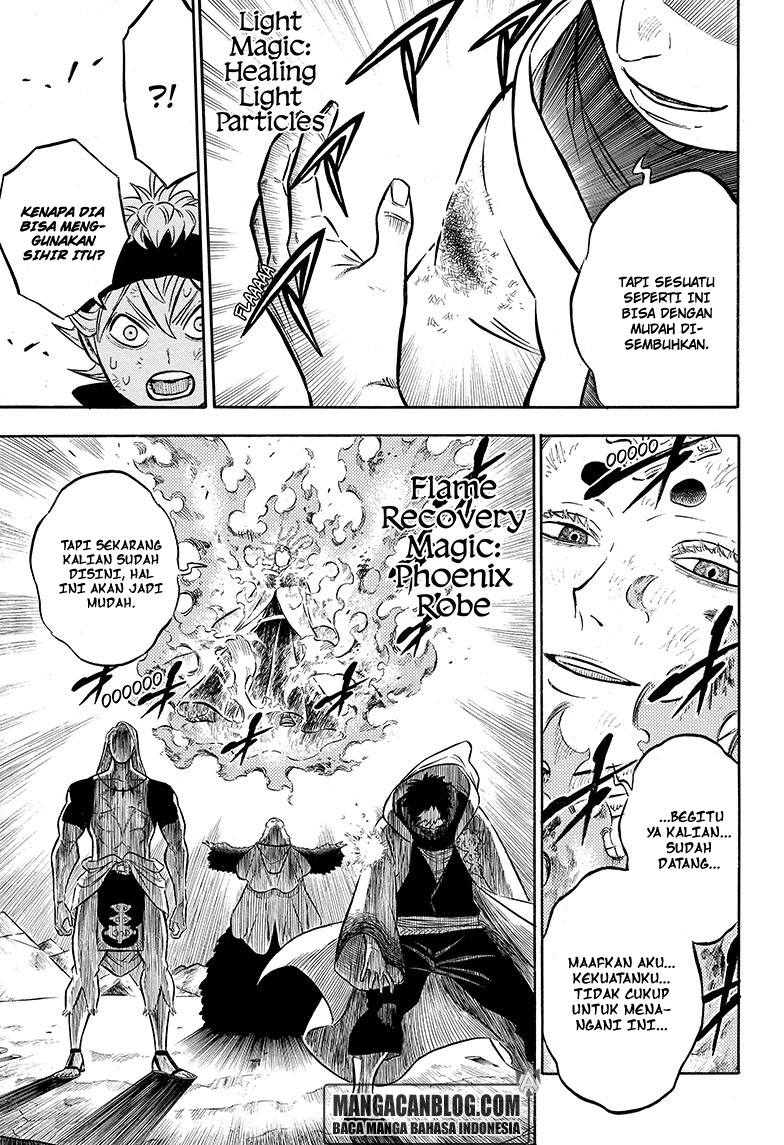 Light
Magic:
Healing
Light
Particles
TAPI SESUATU
SEPERTI INI
BISA DENGAN
MUDAH DI-
SEMBUHKAN.
FLAAAAA
?!
KENAPA DIA
BISA MENG-
GUNAKAN
SIHIR ITU?
OOOOOO
...BEGITU
YA KALIAN...
SUDAH
DATANG...
MAAFKAN AKU...
KEKUATANKU...
TIDAK CUKUP
UNTUK MENA-
NGANI INI...
Flame
Recovery
Magic:
Phoenix
Robe
TAPI SEKARANG
KALIAN SUDAH
DISINI, HAL
INI AKAN JADI
MUDAH.
OOOOOOO
MANGACANBLOG.COM
BACA MANGA BAHASA INDONESIA